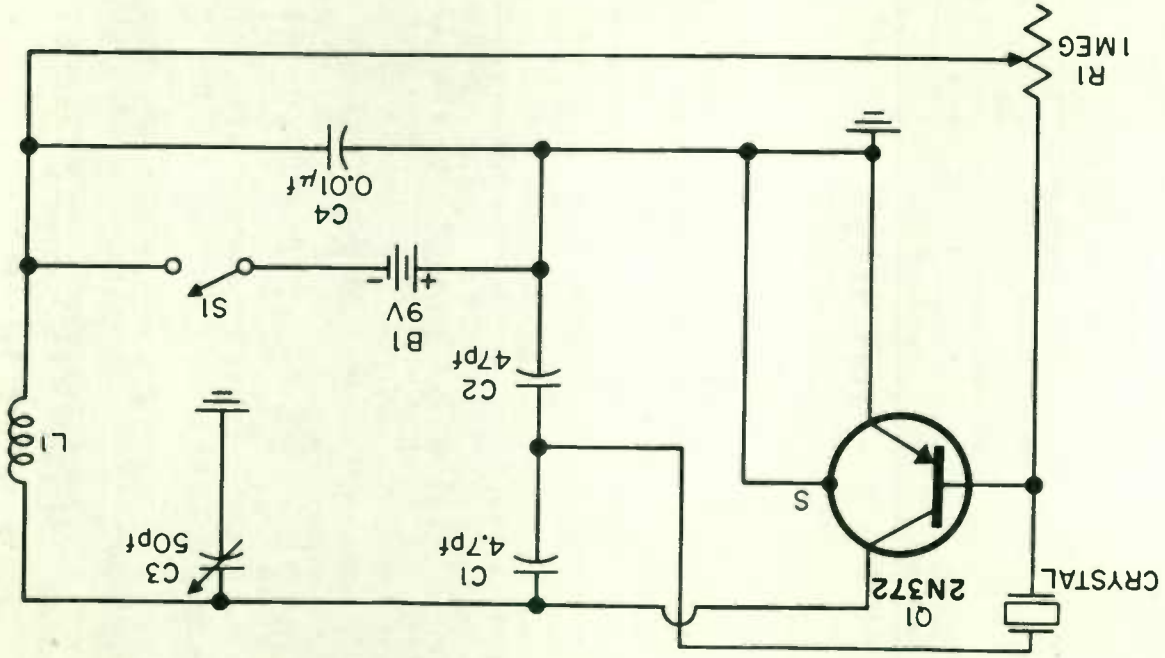 CRYSTAL
Q1
2N372
C1
4.7pf
C3
50pf
S
L1
C2
47pf
B1
9V
+ -
S1
C4
0.01µf
R1
1MEG